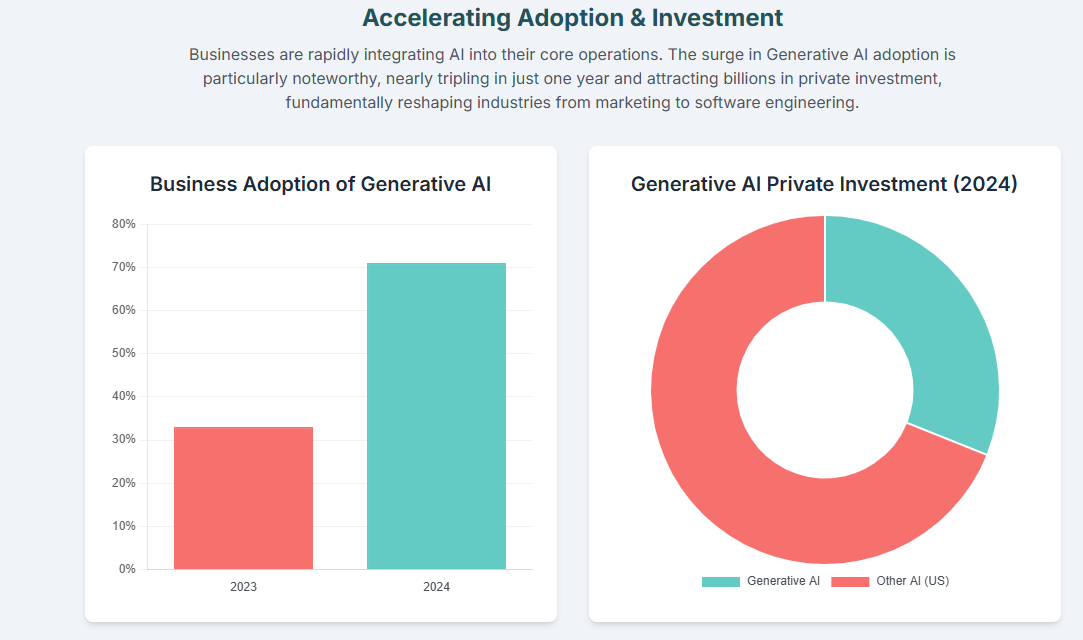 Accelerating Adoption & Investment
Businesses are rapidly integrating AI into their core operations. The surge in Generative AI adoption is
particularly noteworthy, nearly tripling in just one year and attracting billions in private investment,
fundamentally reshaping industries from marketing to software engineering.
Business Adoption of Generative AI
80%
70%
60%
50%
40%
30%
20%
10%
0%
2023 2024
Generative AI Private Investment (2024)
Generative AI Other AI (US)